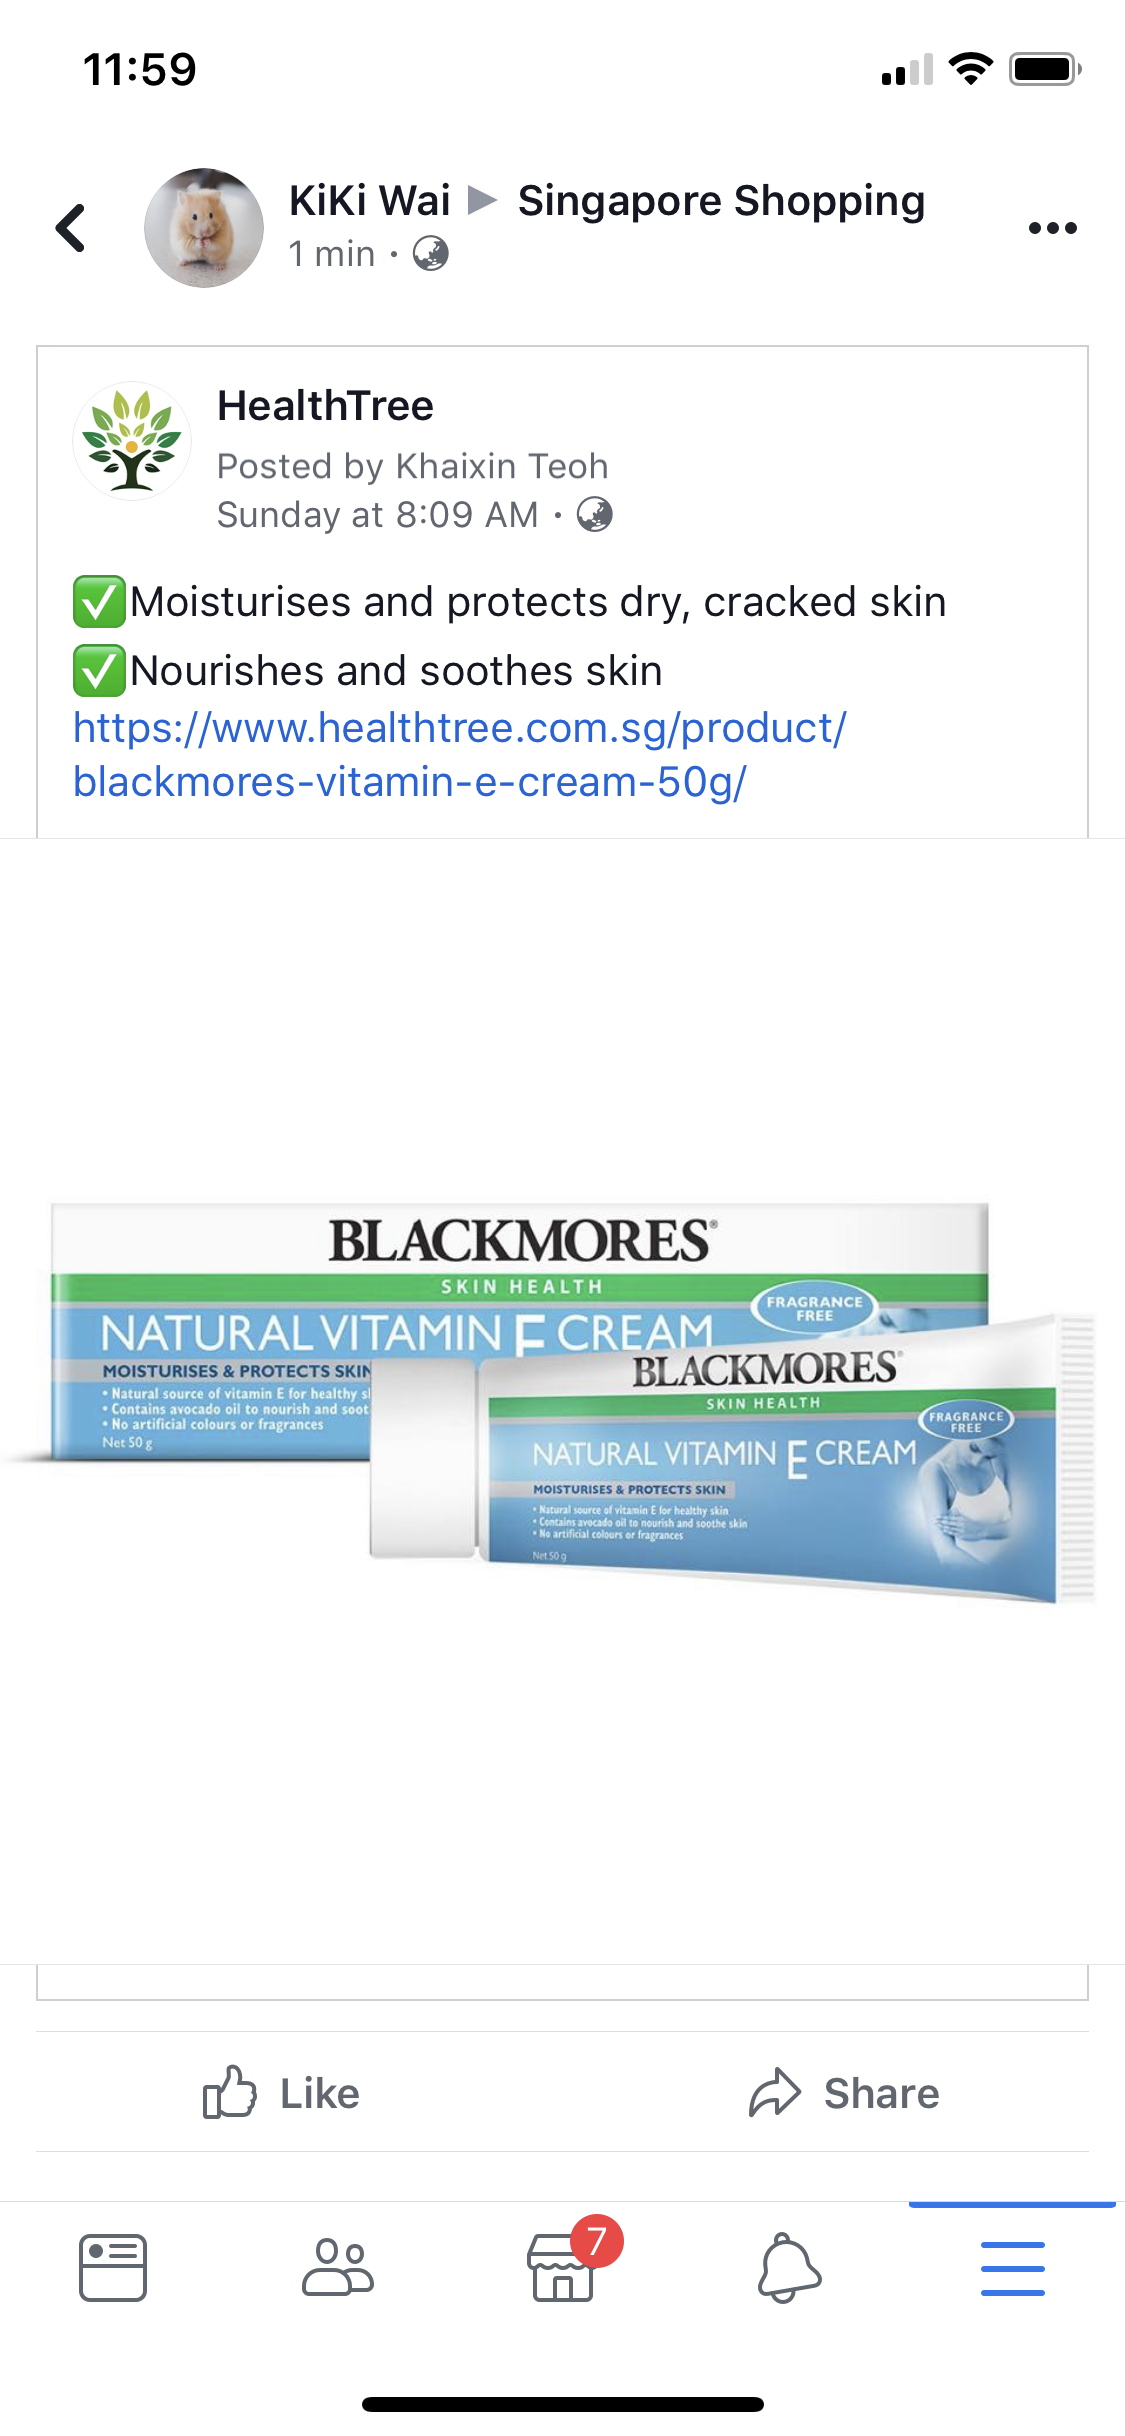 11:59
KiKi Wai ▶ Singapore Shopping
1 min ·
HealthTree
Posted by Khaixin Teoh
Sunday at 8:09 AM ·
✅Moisturises and protects dry, cracked skin
✅Nourishes and soothes skin
https://www.healthtree.com.sg/product/
blackmores-vitamin-e-cream-50g/
BLACKMORES®
SKIN HEALTH
FRAGRANCE
FREE
NATURAL VITAMIN E CREAM
MOISTURISES & PROTECTS SKIN
• Natural source of vitamin E for healthy s
• Contains avocado oil to nourish and soot
• No artificial colours or fragrances
Net 50 g
BLACKMORES®
SKIN HEALTH
FRAGRANCE
FREE
NATURAL VITAMIN E CREAM
MOISTURISES & PROTECTS SKIN
• Natural source of vitamin E for healthy skin
• Contains avocado oil to nourish and soothe skin
• No artificial colours or fragrances
Net 50 g
Like
Share
7